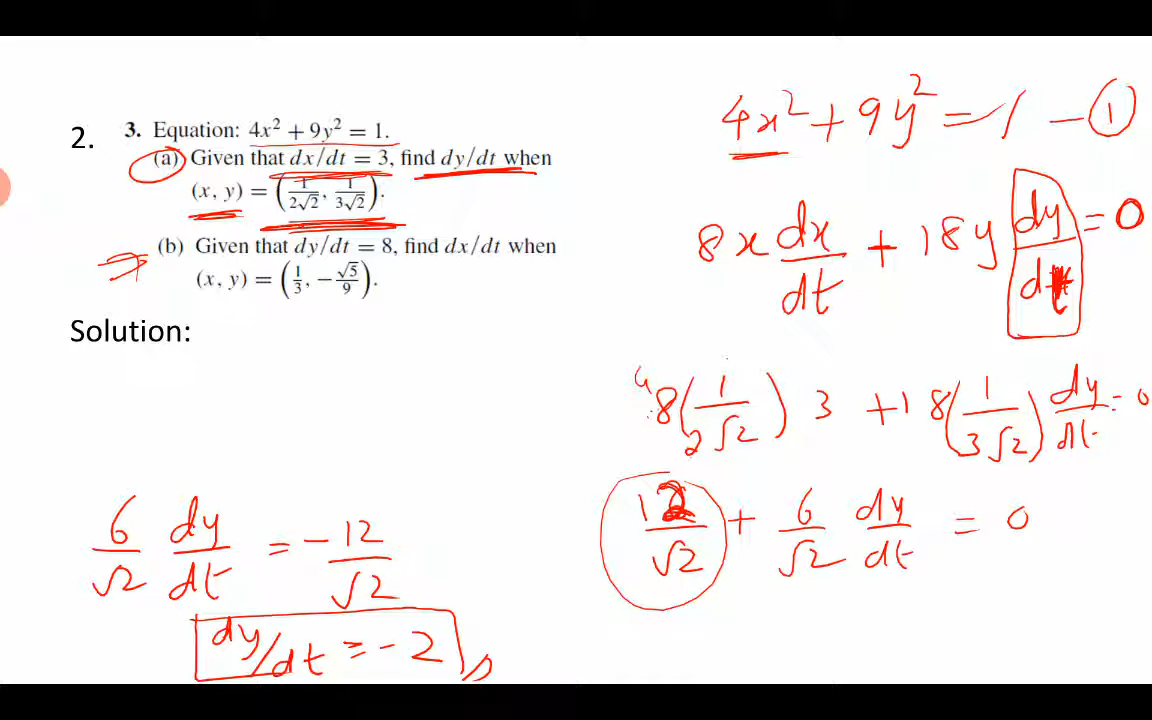 2.
3. Equation: 4x² + 9y² = 1.
(a) Given that dx/dt = 3, find dy/dt when
(x, y) = (1/2√2, 1/3√2).
(b) Given that dy/dt = 8, find dx/dt when
(x, y) = (1/3, −√5/9).
Solution:
4x² + 9y² = 1 – ①
8x dx/dt + 18y dy/dt = 0
4 8(1/2√2) 3 + 18(1/3√2) dy/dt = 0
12/√2 + 6/√2 dy/dt = 0
6/√2 dy/dt = -12/√2
dy/dt = -2